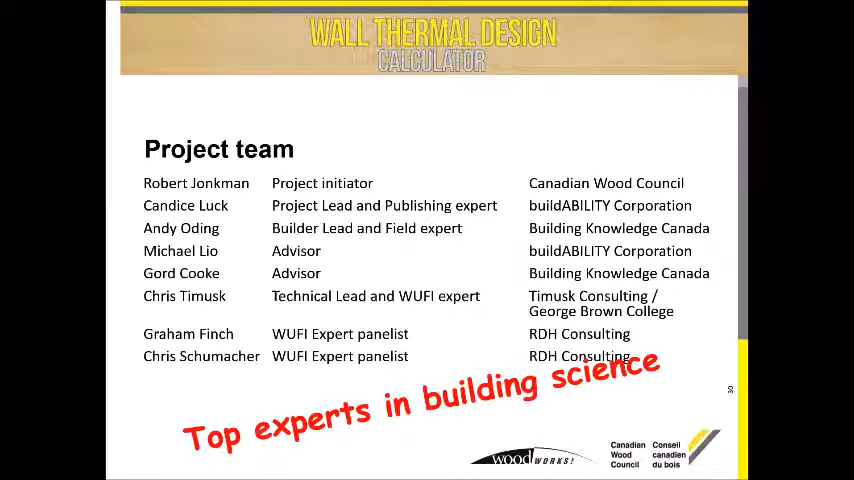 WALL THERMAL DESIGN
CALCULATOR
Project team
Robert Jonkman Project initiator Canadian Wood Council
Candice Luck Project Lead and Publishing expert buildABILITY Corporation
Andy Oding Builder Lead and Field expert Building Knowledge Canada
Michael Lio Advisor buildABILITY Corporation
Gord Cooke Advisor Building Knowledge Canada
Chris Timusk Technical Lead and WUFI expert Timusk Consulting /
George Brown College
Graham Finch WUFI Expert panelist RDH Consulting
Chris Schumacher WUFI Expert panelist RDH Consulting
Top experts in building science
30
wood WORKS!
Canadian Conseil
Wood canadien
Council du bois